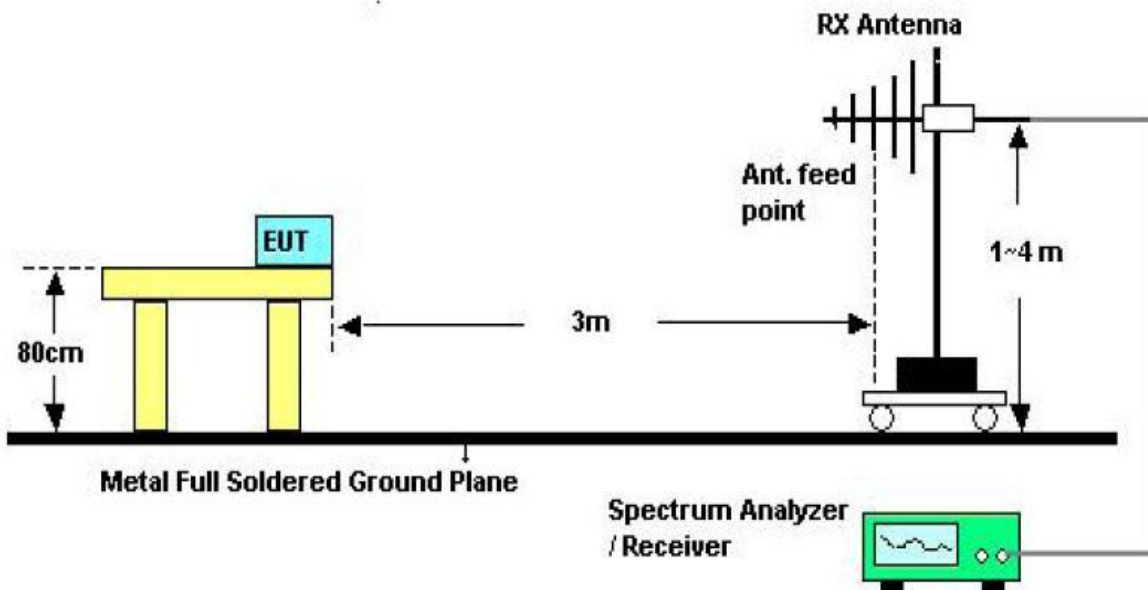 RX Antenna
Ant. feed
point
EUT
1~4 m
3m
80cm
Metal Full Soldered Ground Plane
Spectrum Analyzer
/ Receiver